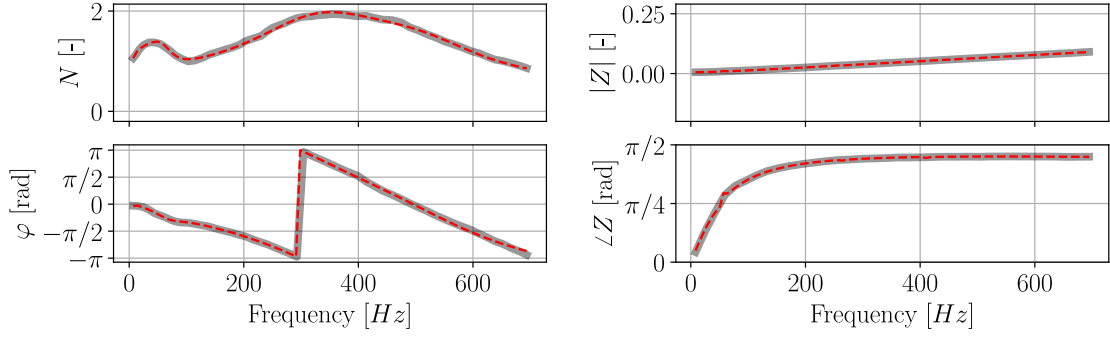 2
0
N [-]
π
π/2
0
−π/2
−π
φ [rad]
0 200 400 600
Frequency [Hz]
0.25
0.00
|Z| [-]
π/2
π/4
0
∠Z [rad]
0 200 400 600
Frequency [Hz]